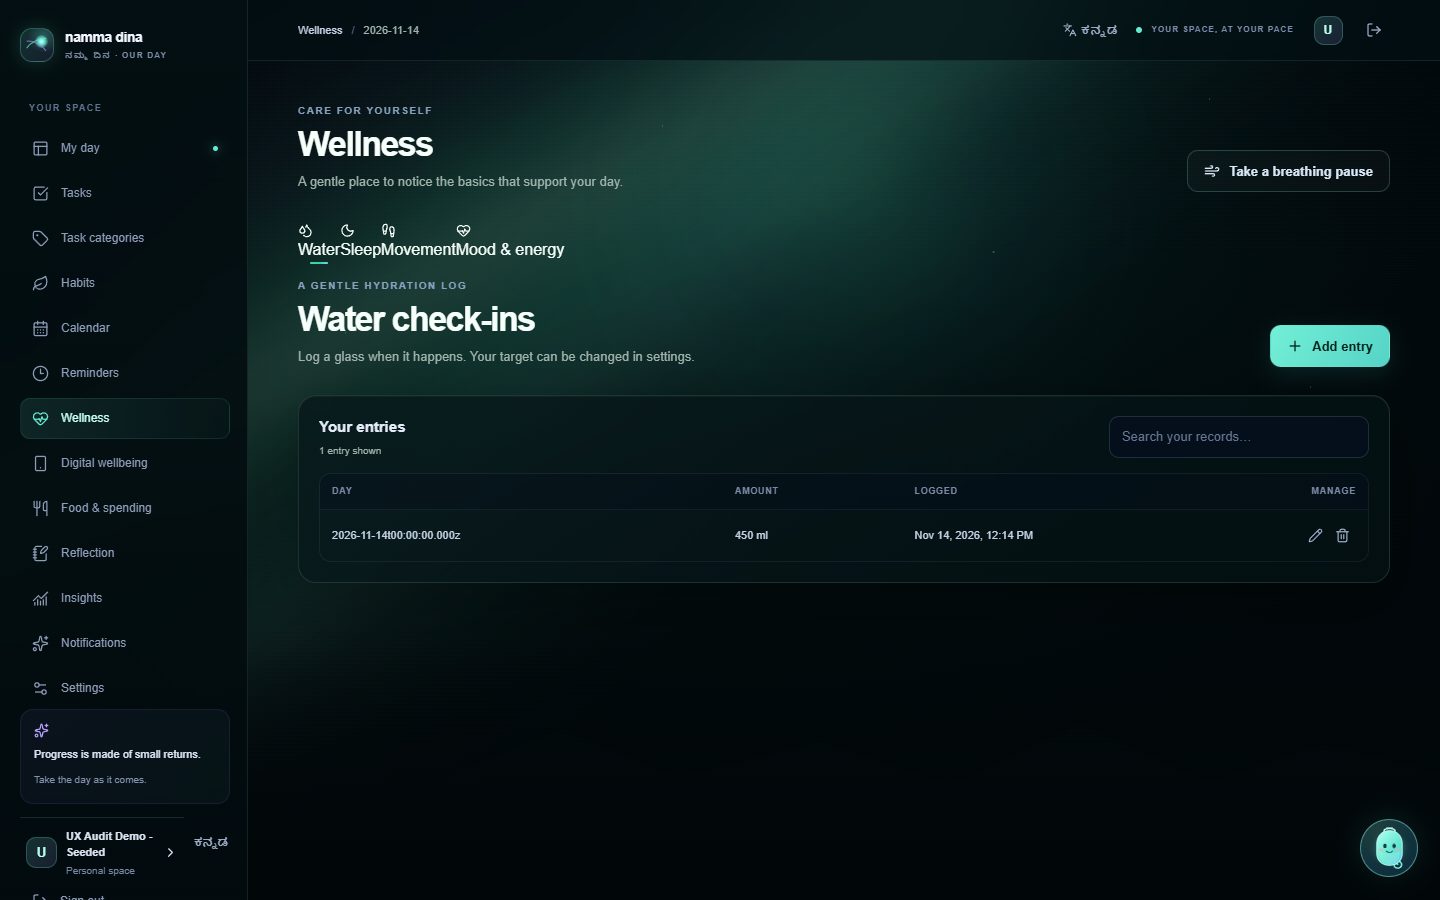 namma dina
ನಮ್ಮ ದಿನ · OUR DAY
YOUR SPACE
My day
Tasks
Task categories
Habits
Calendar
Reminders
Wellness
Digital wellbeing
Food & spending
Reflection
Insights
Notifications
Settings
Progress is made of small returns.
Take the day as it comes.
U
UX Audit Demo -
Seeded
Personal space
ಕನ್ನಡ
Sign out
Wellness / 2026-11-14
ಕನ್ನಡ
YOUR SPACE, AT YOUR PACE
U
CARE FOR YOURSELF
Wellness
A gentle place to notice the basics that support your day.
Take a breathing pause
Water Sleep Movement Mood & energy
A GENTLE HYDRATION LOG
Water check-ins
Log a glass when it happens. Your target can be changed in settings.
Add entry
Your entries
1 entry shown
Search your records...
DAY AMOUNT LOGGED MANAGE
2026-11-14t00:00:00.000z 450 ml Nov 14, 2026, 12:14 PM